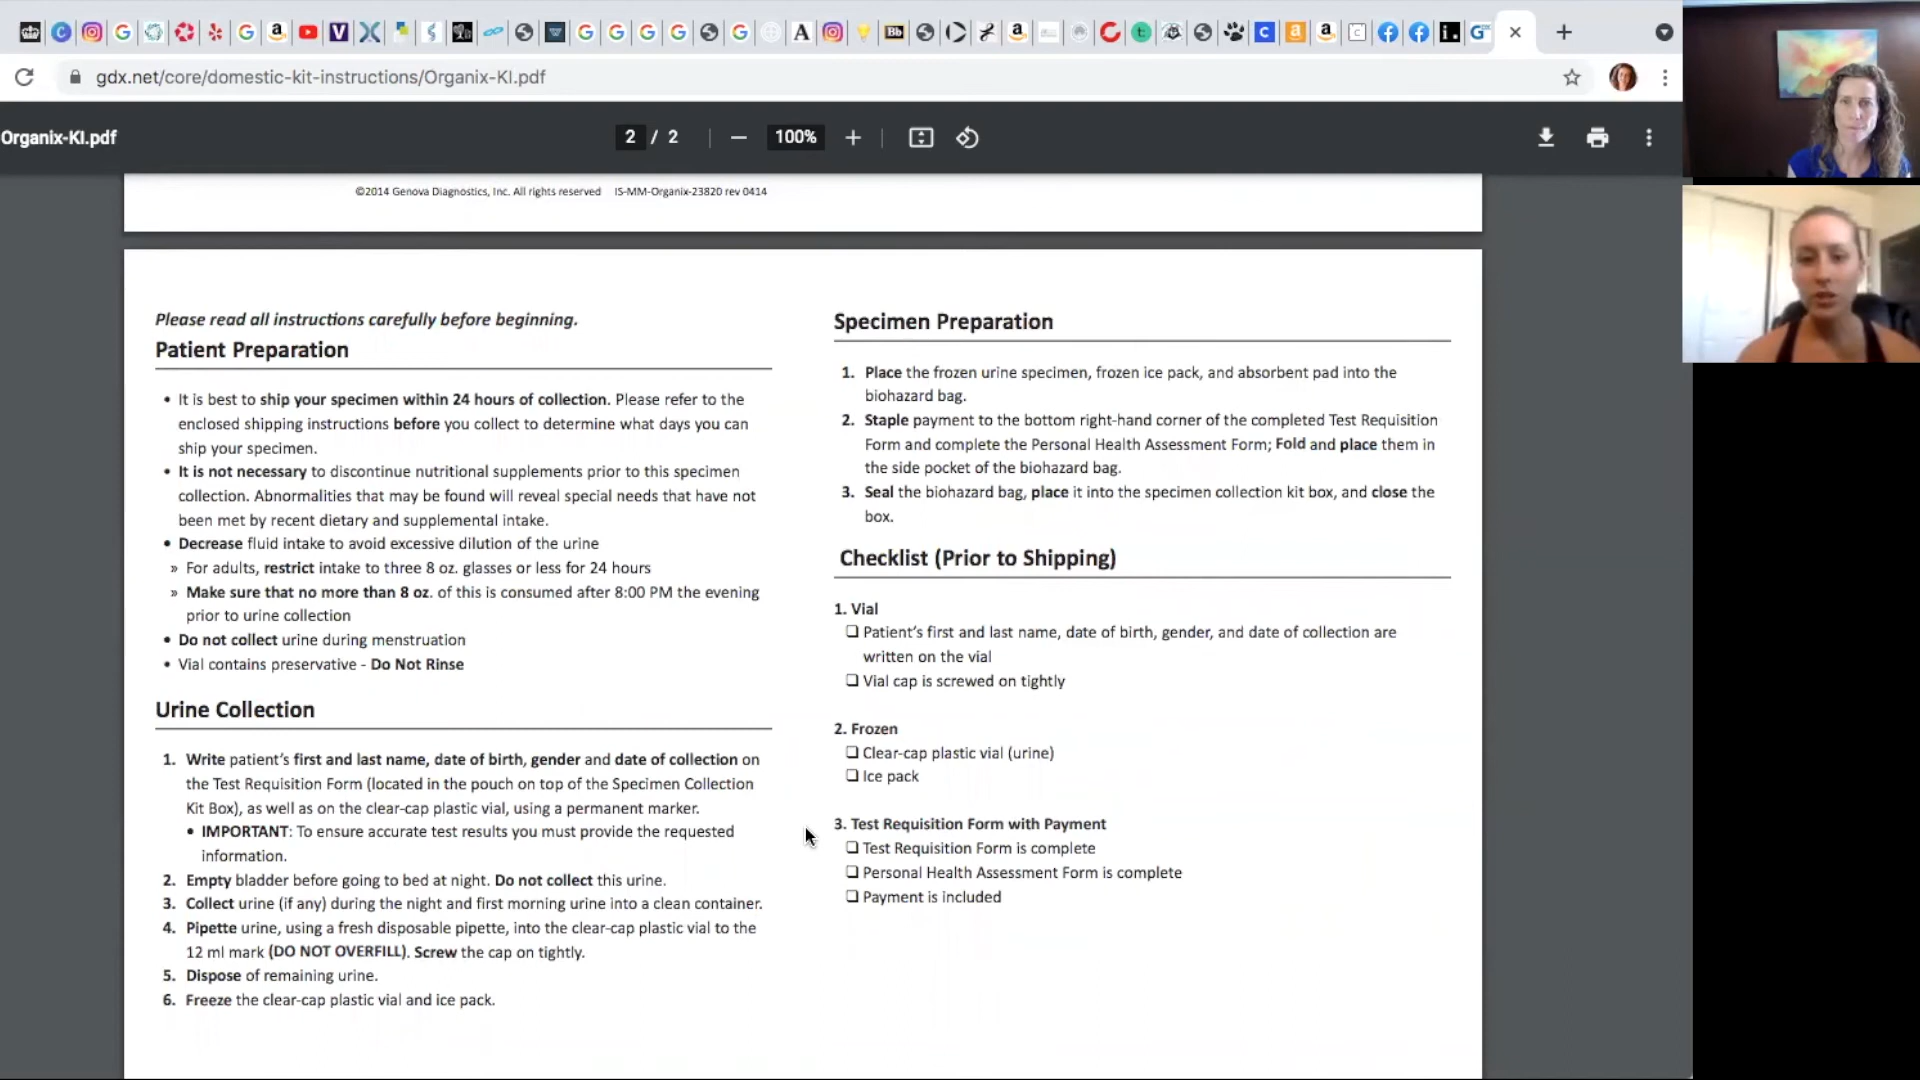 gdx.net/core/domestic-kit-instructions/Organix-KI.pdf
Organix-KI.pdf
2 / 2
100%
©2014 Genova Diagnostics, Inc. All rights reserved IS-MM-Organix-23820 rev 0414
Please read all instructions carefully before beginning.
Patient Preparation
• It is best to ship your specimen within 24 hours of collection. Please refer to the
enclosed shipping instructions before you collect to determine what days you can
ship your specimen.
• It is not necessary to discontinue nutritional supplements prior to this specimen
collection. Abnormalities that may be found will reveal special needs that have not
been met by recent dietary and supplemental intake.
• Decrease fluid intake to avoid excessive dilution of the urine
» For adults, restrict intake to three 8 oz. glasses or less for 24 hours
» Make sure that no more than 8 oz. of this is consumed after 8:00 PM the evening
prior to urine collection
• Do not collect urine during menstruation
• Vial contains preservative - Do Not Rinse
Urine Collection
1. Write patient's first and last name, date of birth, gender and date of collection on
the Test Requisition Form (located in the pouch on top of the Specimen Collection
Kit Box), as well as on the clear-cap plastic vial, using a permanent marker.
• IMPORTANT: To ensure accurate test results you must provide the requested
information.
2. Empty bladder before going to bed at night. Do not collect this urine.
3. Collect urine (if any) during the night and first morning urine into a clean container.
4. Pipette urine, using a fresh disposable pipette, into the clear-cap plastic vial to the
12 ml mark (DO NOT OVERFILL). Screw the cap on tightly.
5. Dispose of remaining urine.
6. Freeze the clear-cap plastic vial and ice pack.
Specimen Preparation
1. Place the frozen urine specimen, frozen ice pack, and absorbent pad into the
biohazard bag.
2. Staple payment to the bottom right-hand corner of the completed Test Requisition
Form and complete the Personal Health Assessment Form; Fold and place them in
the side pocket of the biohazard bag.
3. Seal the biohazard bag, place it into the specimen collection kit box, and close the
box.
Checklist (Prior to Shipping)
1. Vial
❏ Patient's first and last name, date of birth, gender, and date of collection are
written on the vial
❏ Vial cap is screwed on tightly
2. Frozen
❏ Clear-cap plastic vial (urine)
❏ Ice pack
3. Test Requisition Form with Payment
❏ Test Requisition Form is complete
❏ Personal Health Assessment Form is complete
❏ Payment is included